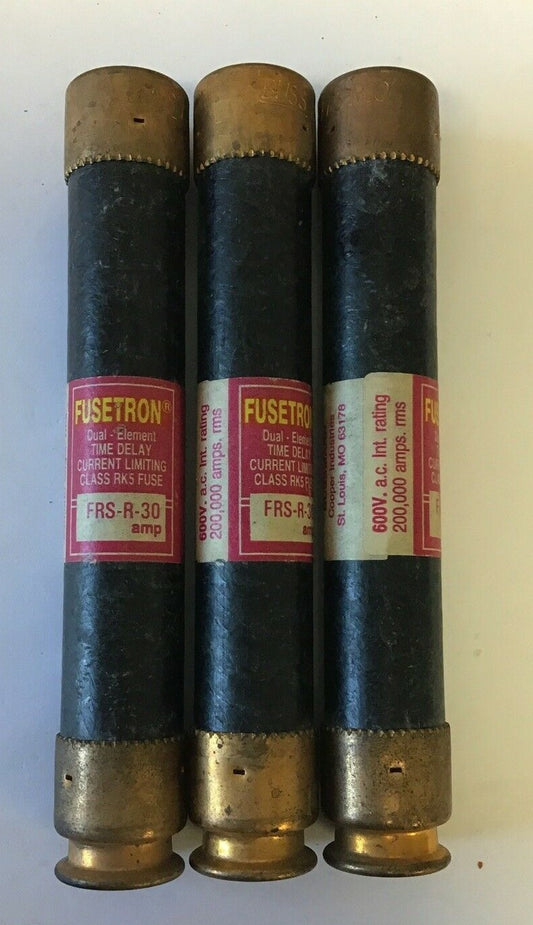 BUSS
FUSETRON®
Dual - Element
TIME DELAY
CURRENT LIMITING
CLASS RK5 FUSE
FRS-R-30
amp
600V. a.c. Int. rating
200,000 amps. rms
FUSETRON
Dual - Element
TIME DELAY
CURRENT LIMITING
CLASS RK5 FUSE
FRS-R-30
amp
Cooper Industries
St. Louis, MO 63178
600V. a.c. Int. rating
200,000 amps. rms